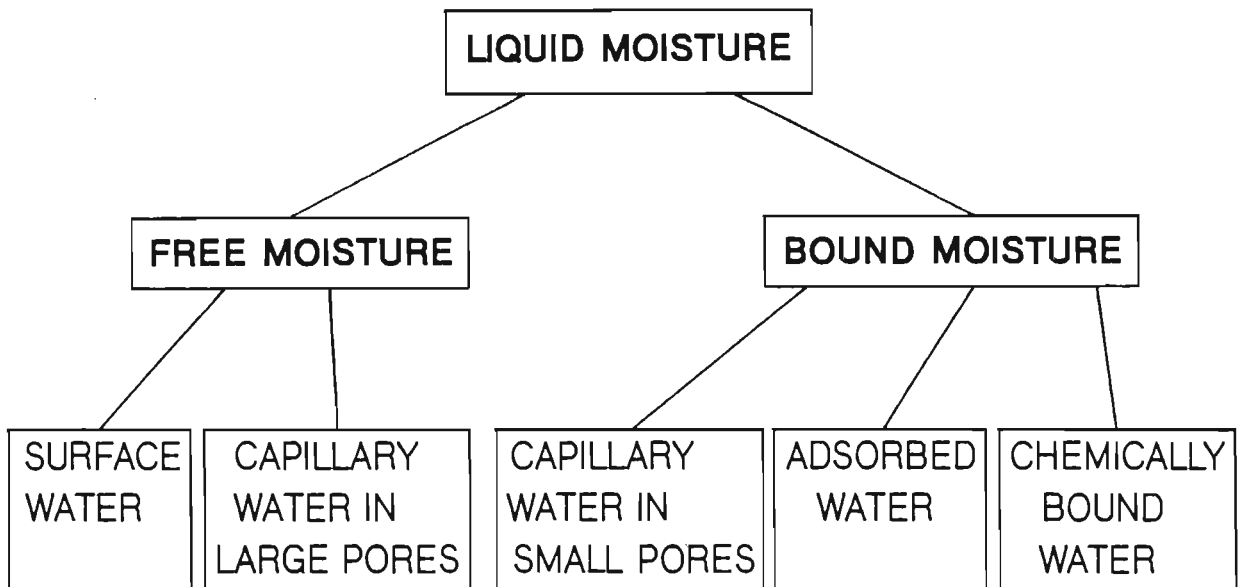 LIQUID MOISTURE
FREE MOISTURE
BOUND MOISTURE
SURFACE
WATER
CAPILLARY
WATER IN
LARGE PORES
CAPILLARY
WATER IN
SMALL PORES
ADSORBED
WATER
CHEMICALLY
BOUND
WATER